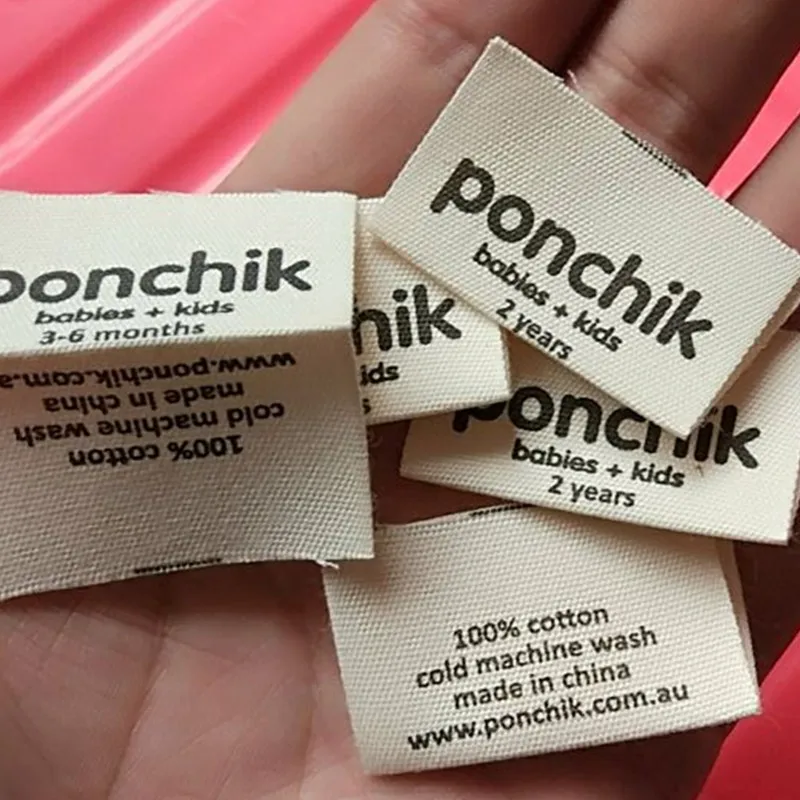 ponchik
babies + kids
3-6 months
www.ponchik.com.a
made in china
cold machine wash
100% cotton
hik
ids
s
ponchik
babies + kids
2 years
ponchik
babies + kids
2 years
100% cotton
cold machine wash
made in china
www.ponchik.com.au